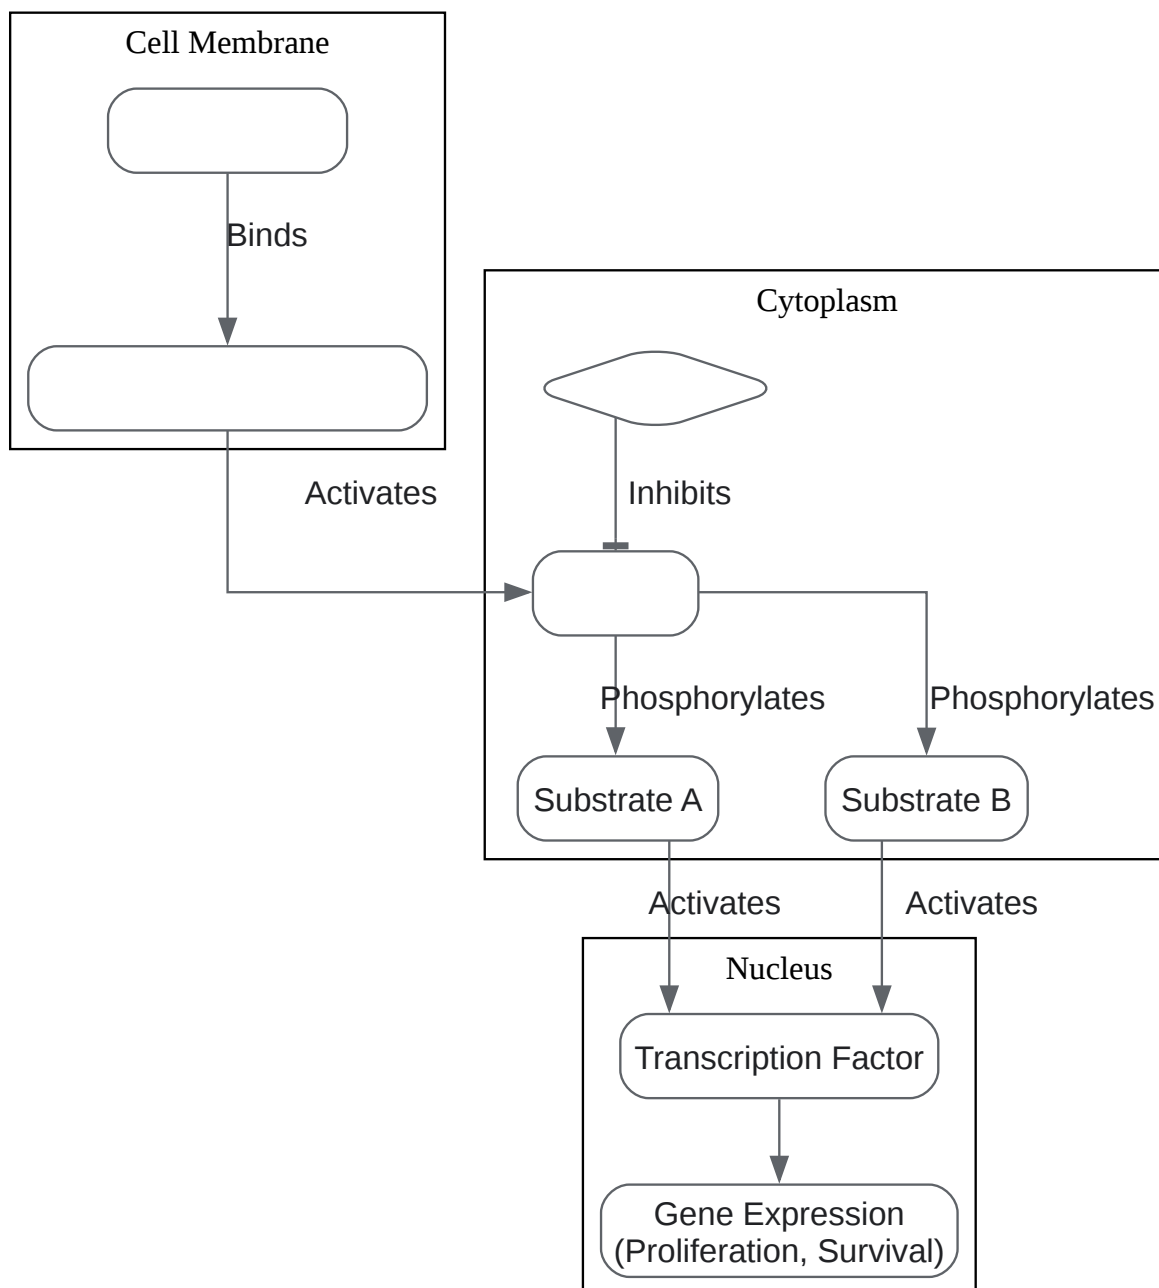 Cell Membrane
Binds
Cytoplasm
Activates
Inhibits
Phosphorylates
Phosphorylates
Substrate A
Substrate B
Activates
Activates
Nucleus
Transcription Factor
Gene Expression
(Proliferation, Survival)